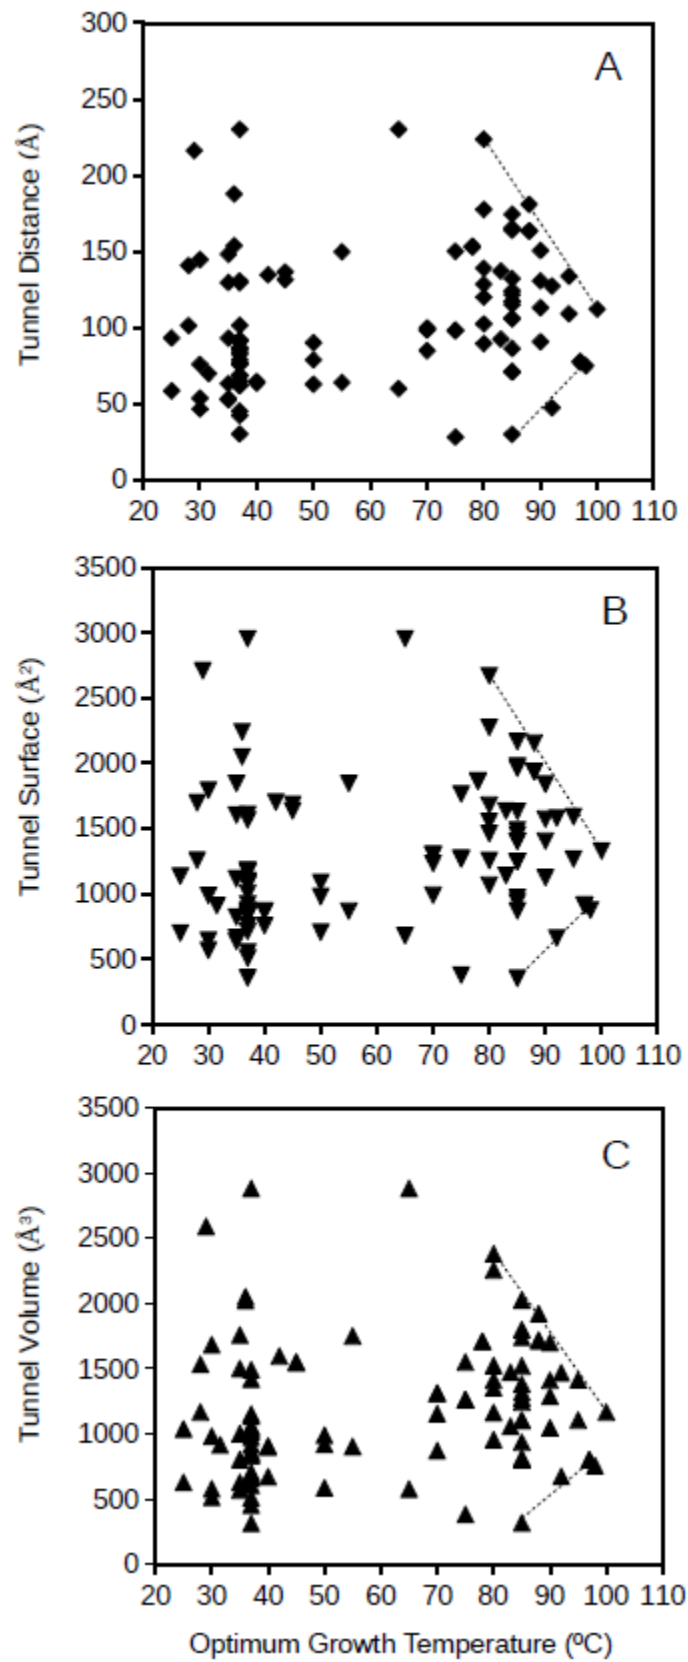 A
Tunnel Distance (Å)
300
250
200
150
100
50
0
20 30 40 50 60 70 80 90 100 110
B
Tunnel Surface (Å²)
3500
3000
2500
2000
1500
1000
500
0
20 30 40 50 60 70 80 90 100 110
C
Tunnel Volume (Å³)
3500
3000
2500
2000
1500
1000
500
0
20 30 40 50 60 70 80 90 100 110
Optimum Growth Temperature (ºC)